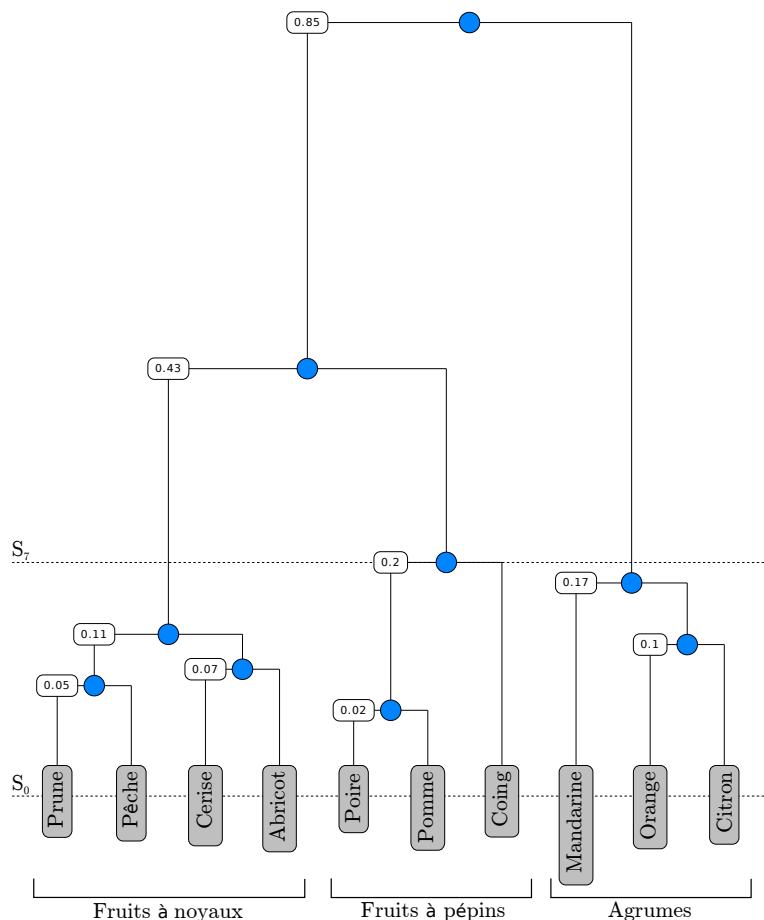 0.85
0.43
S7
0.2
0.17
0.11
0.1
0.07
0.05
0.02
S0
Prune
Pêche
Cerise
Abricot
Poire
Pomme
Coing
Mandarine
Orange
Citron
Fruits à noyaux
Fruits à pépins
Agrumes